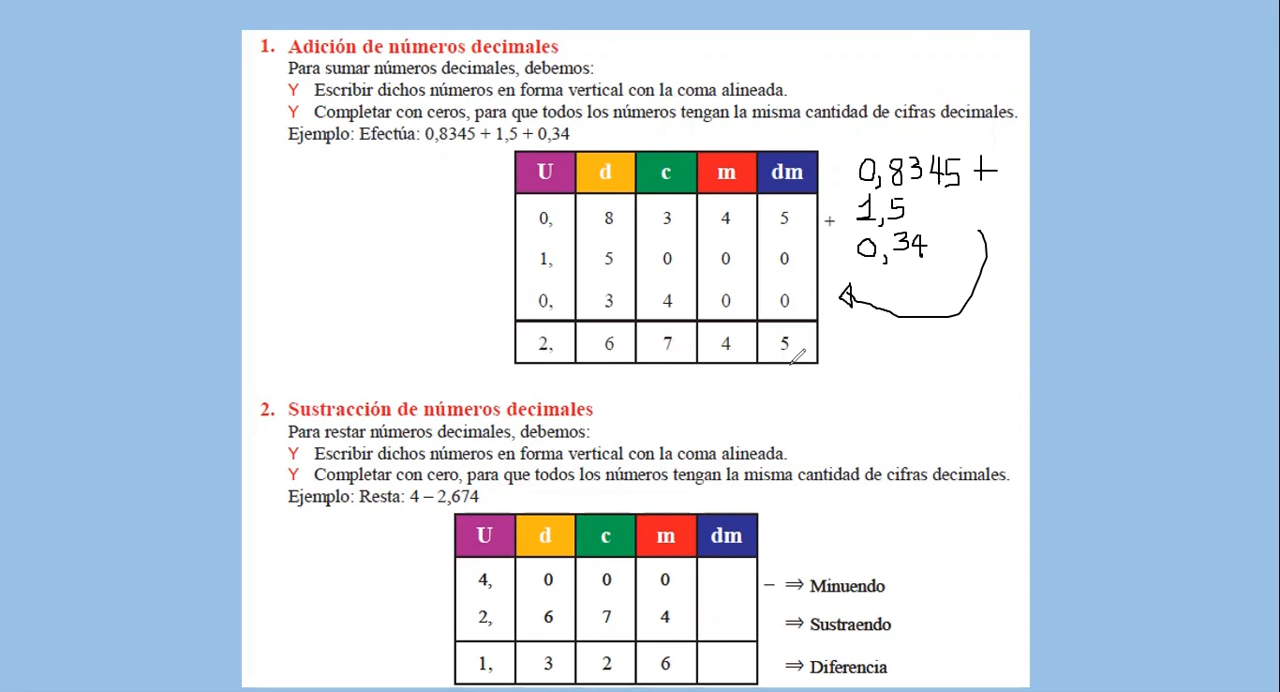 1. Adición de números decimales
Para sumar números decimales, debemos:
Y Escribir dichos números en forma vertical con la coma alineada.
Y Completar con ceros, para que todos los números tengan la misma cantidad de cifras decimales.
Ejemplo: Efectúa: 0,8345 + 1,5 + 0,34
U d c m dm
0, 8 3 4 5 +
1, 5 0 0 0
0, 3 4 0 0
2, 6 7 4 5
0,8345 +
1,5
0,34
2. Sustracción de números decimales
Para restar números decimales, debemos:
Y Escribir dichos números en forma vertical con la coma alineada.
Y Completar con cero, para que todos los números tengan la misma cantidad de cifras decimales.
Ejemplo: Resta: 4 – 2,674
U d c m dm
4, 0 0 0 – ⇒ Minuendo
2, 6 7 4 ⇒ Sustraendo
1, 3 2 6 ⇒ Diferencia